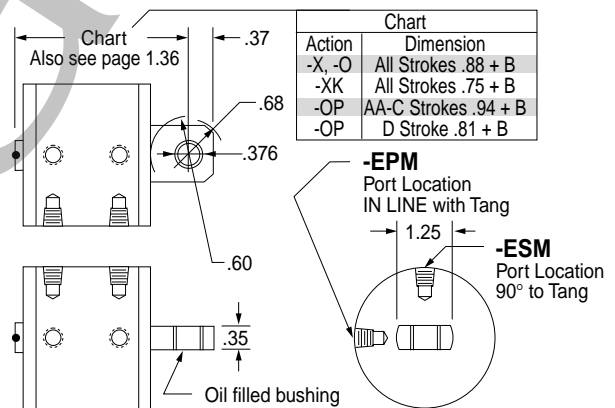 Chart
Also see page 1.36
.37
.68
.376
.60
.35
Oil filled bushing
Chart
Action Dimension
-X, -O All Strokes .88 + B
-XK All Strokes .75 + B
-OP AA-C Strokes .94 + B
-OP D Stroke .81 + B
-EPM
Port Location
IN LINE with Tang
1.25
-ESM
Port Location
90° to Tang